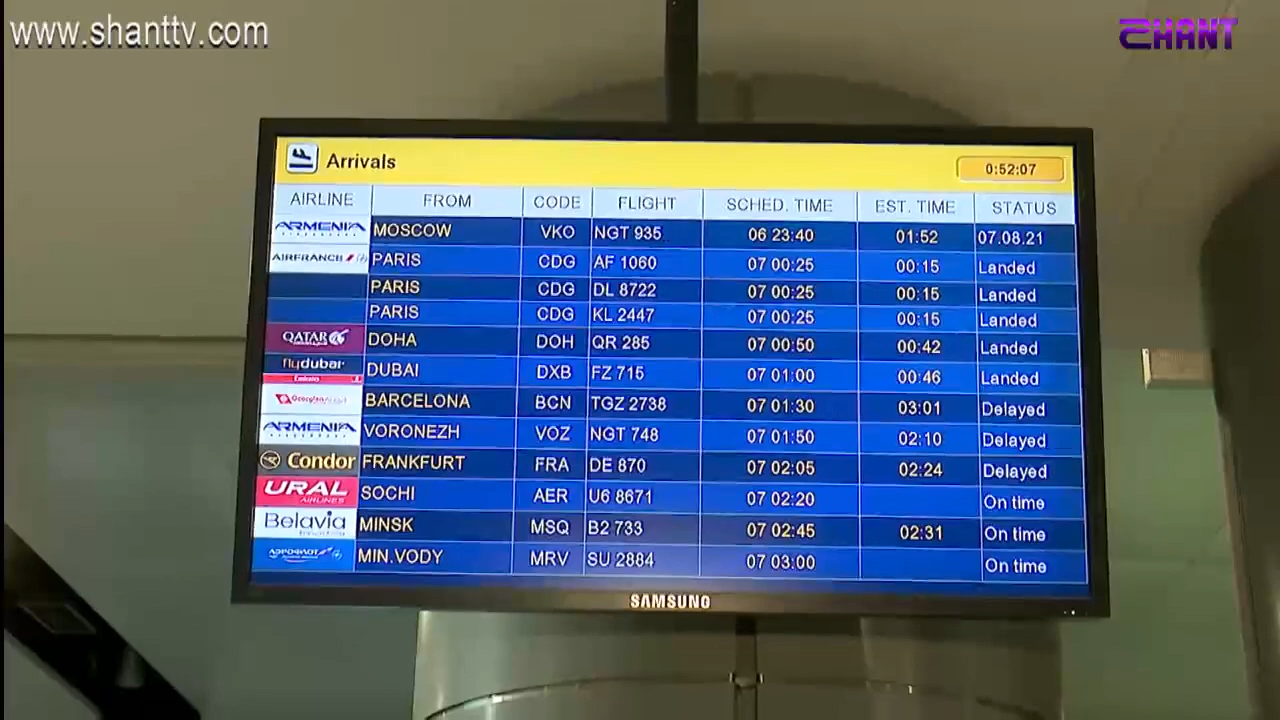 www.shanttv.com
SHANT
Arrivals 0:52:07
AIRLINE FROM CODE FLIGHT SCHED. TIME EST. TIME STATUS
ARMENIA MOSCOW VKO NGT 935 06 23:40 01:52 07.08.21
AIRFRANCE PARIS CDG AF 1060 07 00:25 00:15 Landed
PARIS CDG DL 8722 07 00:25 00:15 Landed
PARIS CDG KL 2447 07 00:25 00:15 Landed
QATAR DOHA DOH QR 285 07 00:50 00:42 Landed
flydubai Emirates DUBAI DXB FZ 715 07 01:00 00:46 Landed
Georgian BARCELONA BCN TGZ 2738 07 01:30 03:01 Delayed
ARMENIA VORONEZH VOZ NGT 748 07 01:50 02:10 Delayed
Condor FRANKFURT FRA DE 870 07 02:05 02:24 Delayed
URAL AIRLINES SOCHI AER U6 8671 07 02:20 On time
Belavia MINSK MSQ B2 733 07 02:45 02:31 On time
АЭРОФЛОТ MIN.VODY MRV SU 2884 07 03:00 On time
SAMSUNG